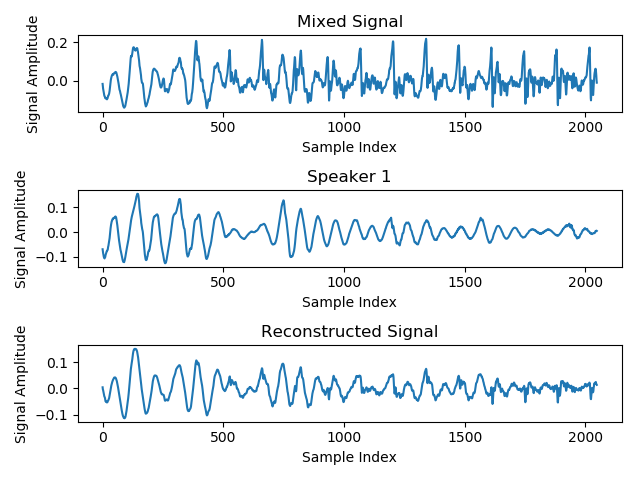 Mixed Signal
Signal Amplitude
0.2
0.0
0 500 1000 1500 2000
Sample Index
Speaker 1
Signal Amplitude
0.1
0.0
−0.1
0 500 1000 1500 2000
Sample Index
Reconstructed Signal
Signal Amplitude
0.1
0.0
−0.1
0 500 1000 1500 2000
Sample Index